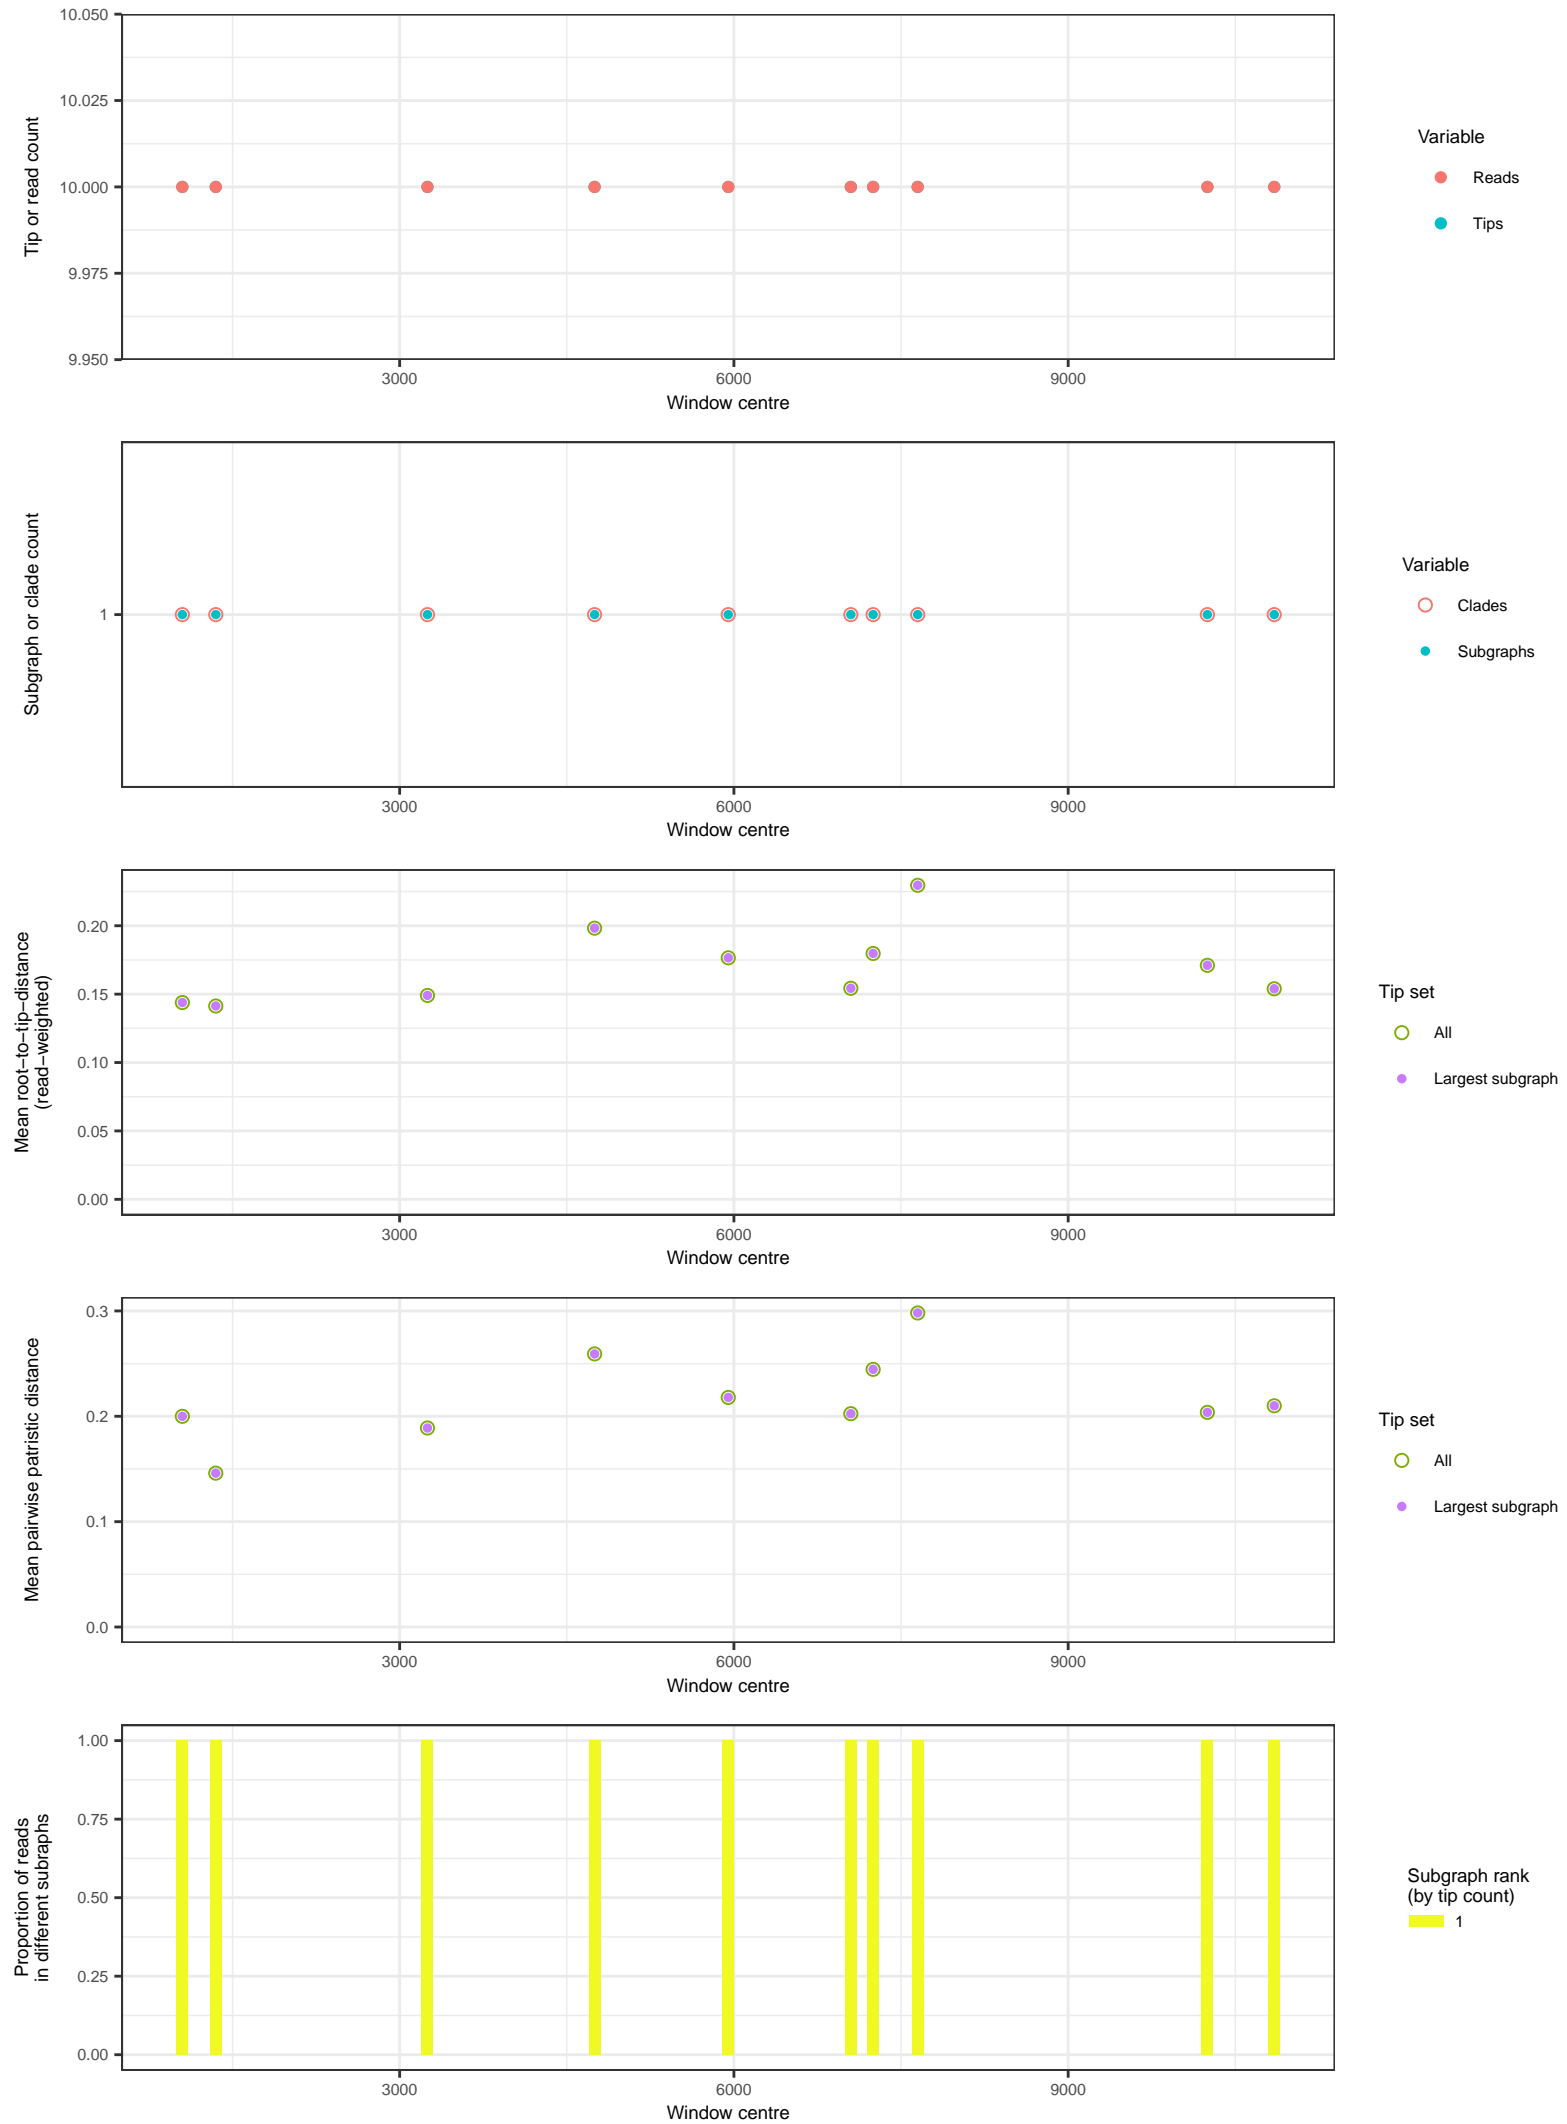 10.050
10.025
10.000
9.975
9.950
Tip or read count
3000
6000
9000
Window centre
Variable
Reads
Tips
1
Subgraph or clade count
3000
6000
9000
Window centre
Variable
Clades
Subgraphs
0.20
0.15
0.10
0.05
0.00
Mean root−to−tip−distance
(read−weighted)
3000
6000
9000
Window centre
Tip set
All
Largest subgraph
0.3
0.2
0.1
0.0
Mean pairwise patristic distance
3000
6000
9000
Window centre
Tip set
All
Largest subgraph
1.00
0.75
0.50
0.25
0.00
Proportion of reads
in different subraphs
3000
6000
9000
Window centre
Subgraph rank
(by tip count)
1